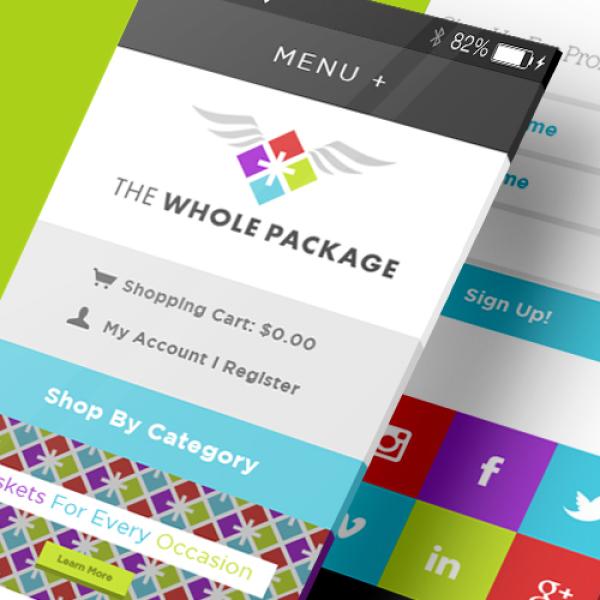 82%
MENU +
THE WHOLE PACKAGE
Shopping Cart: $0.00
My Account | Register
Shop By Category
For Every Occasion
Learn More
me
me
Sign Up!
f
in
g+